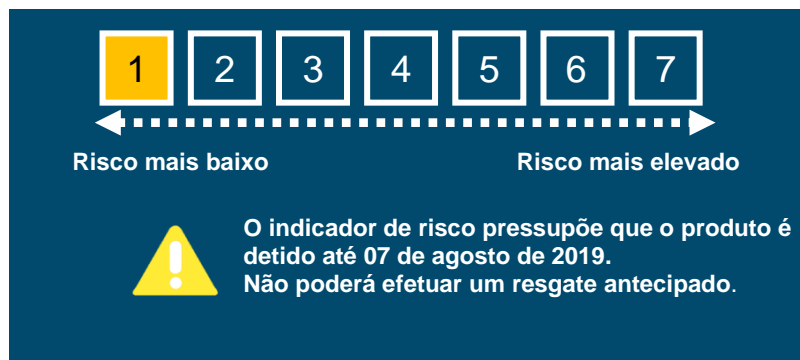 1 2 3 4 5 6 7
Risco mais baixo Risco mais elevado
O indicador de risco pressupõe que o produto é
detido até 07 de agosto de 2019.
Não poderá efetuar um resgate antecipado.